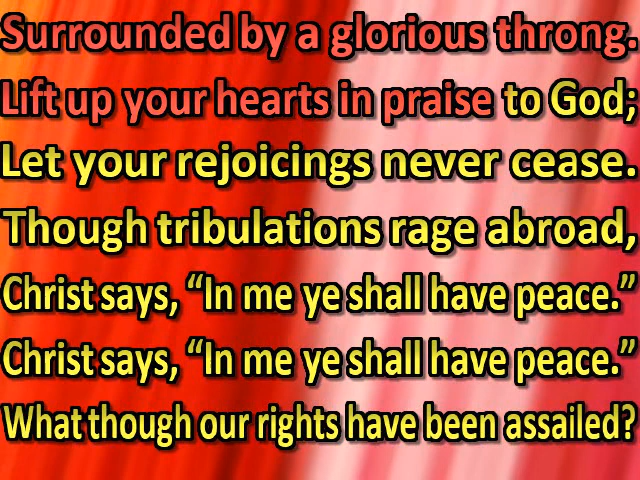 Surrounded by a glorious throng.
Lift up your hearts in praise to God;
Let your rejoicings never cease.
Though tribulations rage abroad,
Christ says, “In me ye shall have peace.”
Christ says, “In me ye shall have peace.”
What though our rights have been assailed?